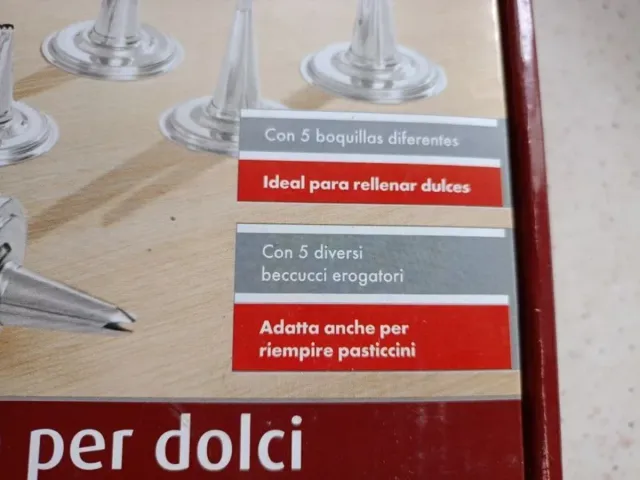 Con 5 boquillas diferentes
Ideal para rellenar dulces
Con 5 diversi
beccucci erogatori
Adatta anche per
riempire pasticcini
per dolci